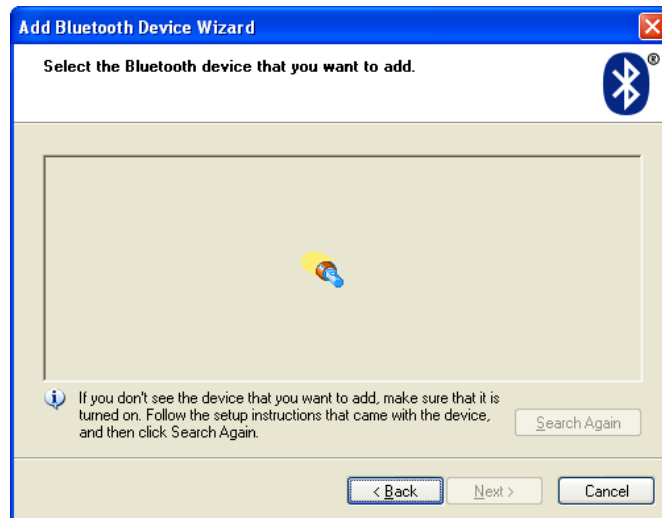 Add Bluetooth Device Wizard
Select the Bluetooth device that you want to add.
®
If you don't see the device that you want to add, make sure that it is
turned on. Follow the setup instructions that came with the device,
and then click Search Again.
Search Again
< Back
Next >
Cancel